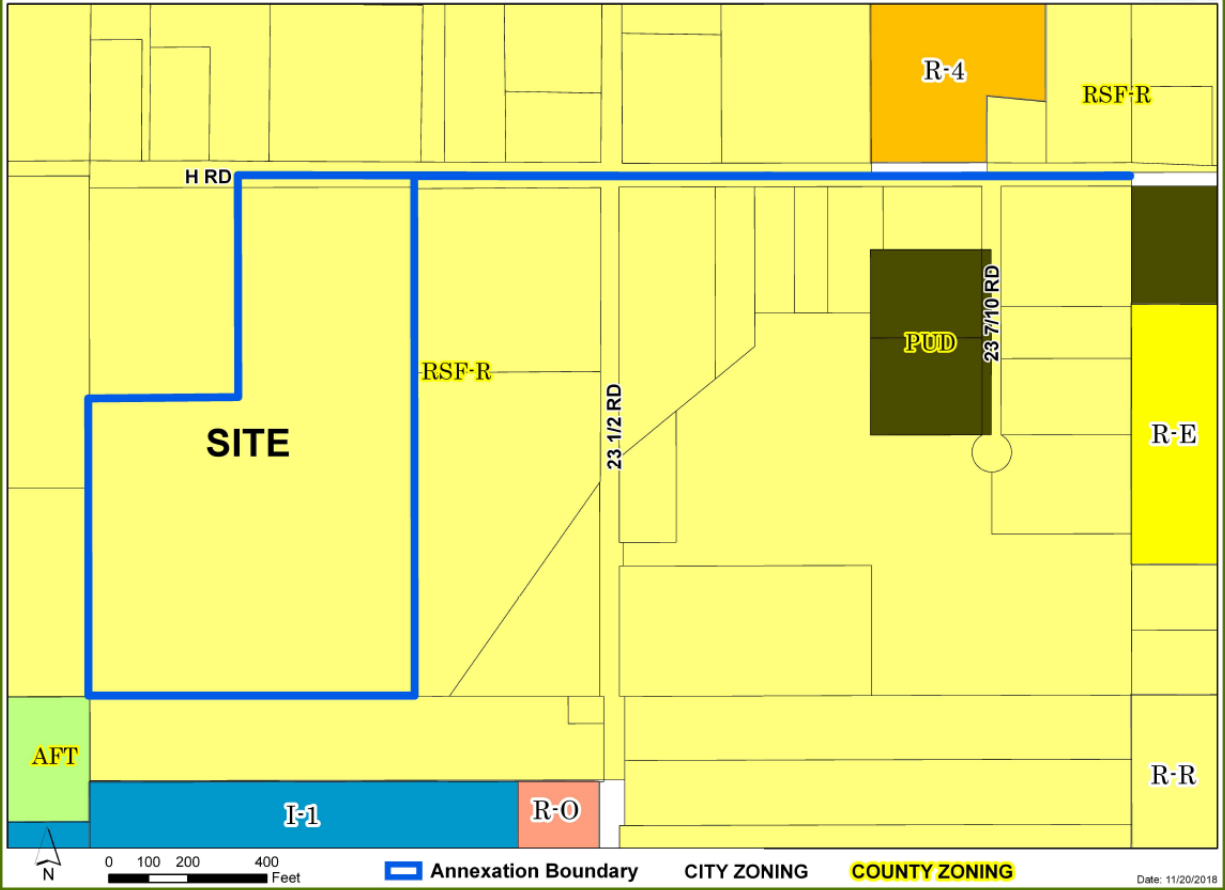 R-4
RSF-R
H RD
RSF-R
SITE
23 1/2 RD
PUD
23 7/10 RD
R-E
AFT
I-1
R-O
R-R
N
0 100 200 400
Feet
Annexation Boundary
CITY ZONING
COUNTY ZONING
Date: 11/20/2018